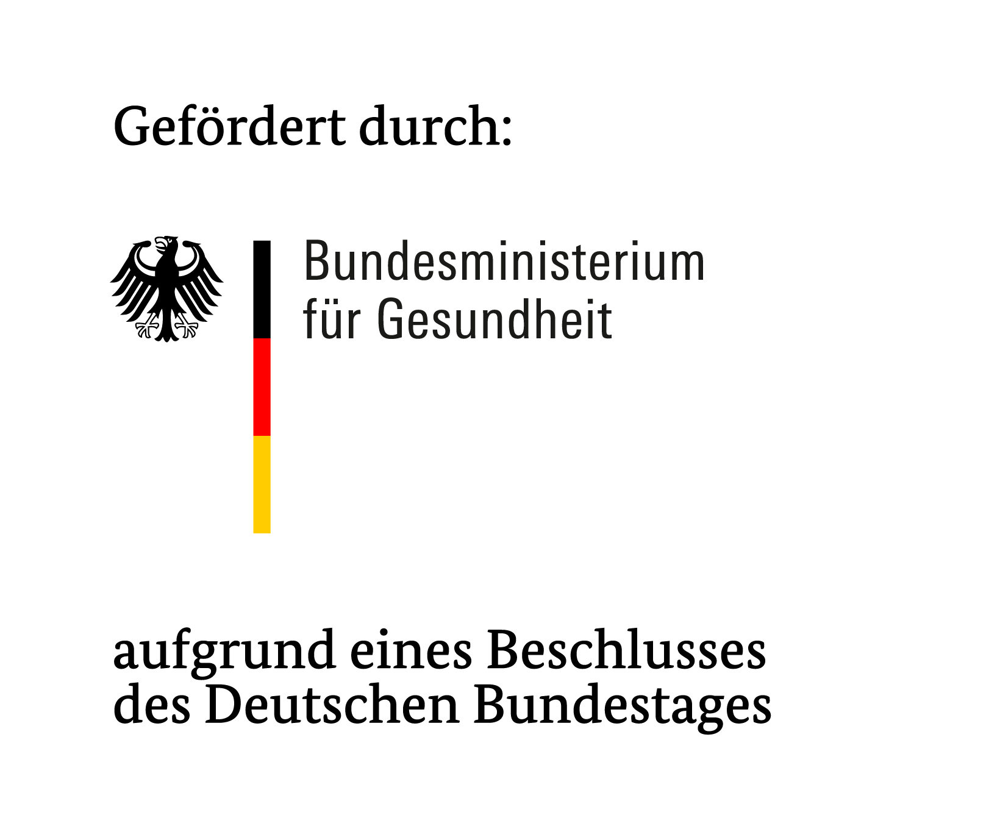 Gefördert durch:
Bundesministerium
für Gesundheit
aufgrund eines Beschlusses
des Deutschen Bundestages